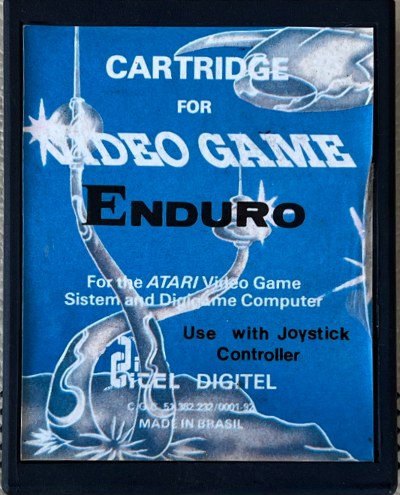 CARTRIDGE
FOR
VIDEO GAME
ENDURO
For the ATARI Video Game
Sistem and Digigame Computer
Use with Joystick
Controller
DIGITEL
MADE IN BRASIL